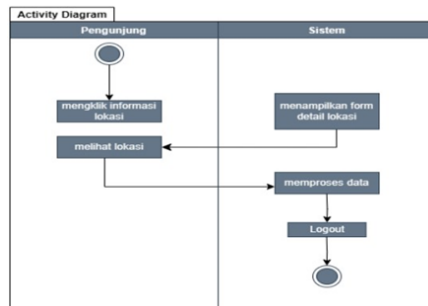 Activity Diagram
Pengunjung
Sistem
mengklik informasi
lokasi
menampilkan form
detail lokasi
melihat lokasi
memproses data
Logout